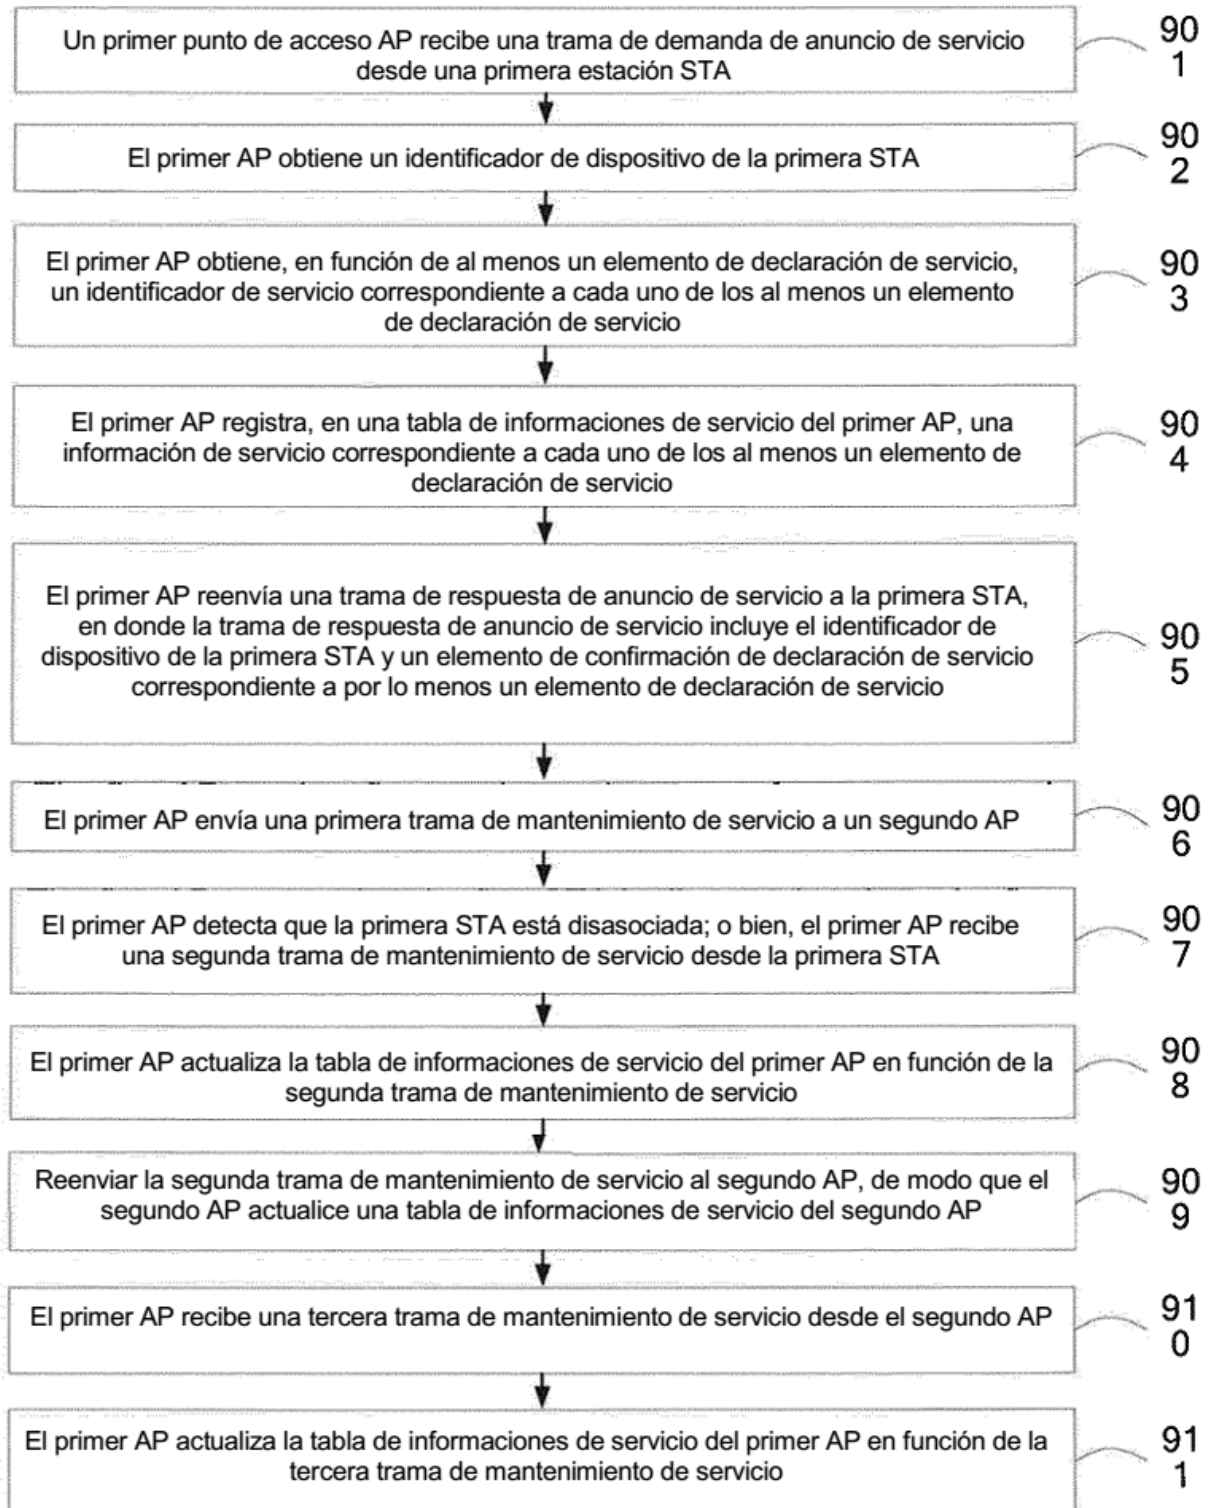 Un primer punto de acceso AP recibe una trama de demanda de anuncio de servicio
desde una primera estación STA
90
1
El primer AP obtiene un identificador de dispositivo de la primera STA
90
2
El primer AP obtiene, en función de al menos un elemento de declaración de servicio,
un identificador de servicio correspondiente a cada uno de los al menos un elemento
de declaración de servicio
90
3
El primer AP registra, en una tabla de informaciones de servicio del primer AP, una
información de servicio correspondiente a cada uno de los al menos un elemento de
declaración de servicio
90
4
El primer AP reenvía una trama de respuesta de anuncio de servicio a la primera STA,
en donde la trama de respuesta de anuncio de servicio incluye el identificador de
dispositivo de la primera STA y un elemento de confirmación de declaración de servicio
correspondiente a por lo menos un elemento de declaración de servicio
90
5
El primer AP envía una primera trama de mantenimiento de servicio a un segundo AP
90
6
El primer AP detecta que la primera STA está disasociada; o bien, el primer AP recibe
una segunda trama de mantenimiento de servicio desde la primera STA
90
7
El primer AP actualiza la tabla de informaciones de servicio del primer AP en función de la
segunda trama de mantenimiento de servicio
90
8
Reenviar la segunda trama de mantenimiento de servicio al segundo AP, de modo que el
segundo AP actualice una tabla de informaciones de servicio del segundo AP
90
9
El primer AP recibe una tercera trama de mantenimiento de servicio desde el segundo AP
91
0
El primer AP actualiza la tabla de informaciones de servicio del primer AP en función de la
tercera trama de mantenimiento de servicio
91
1